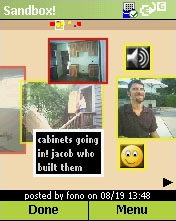 Sandbox!
G
cabinets going
in! jacob who
built them
posted by fono on 08/19 13:48
Done Menu